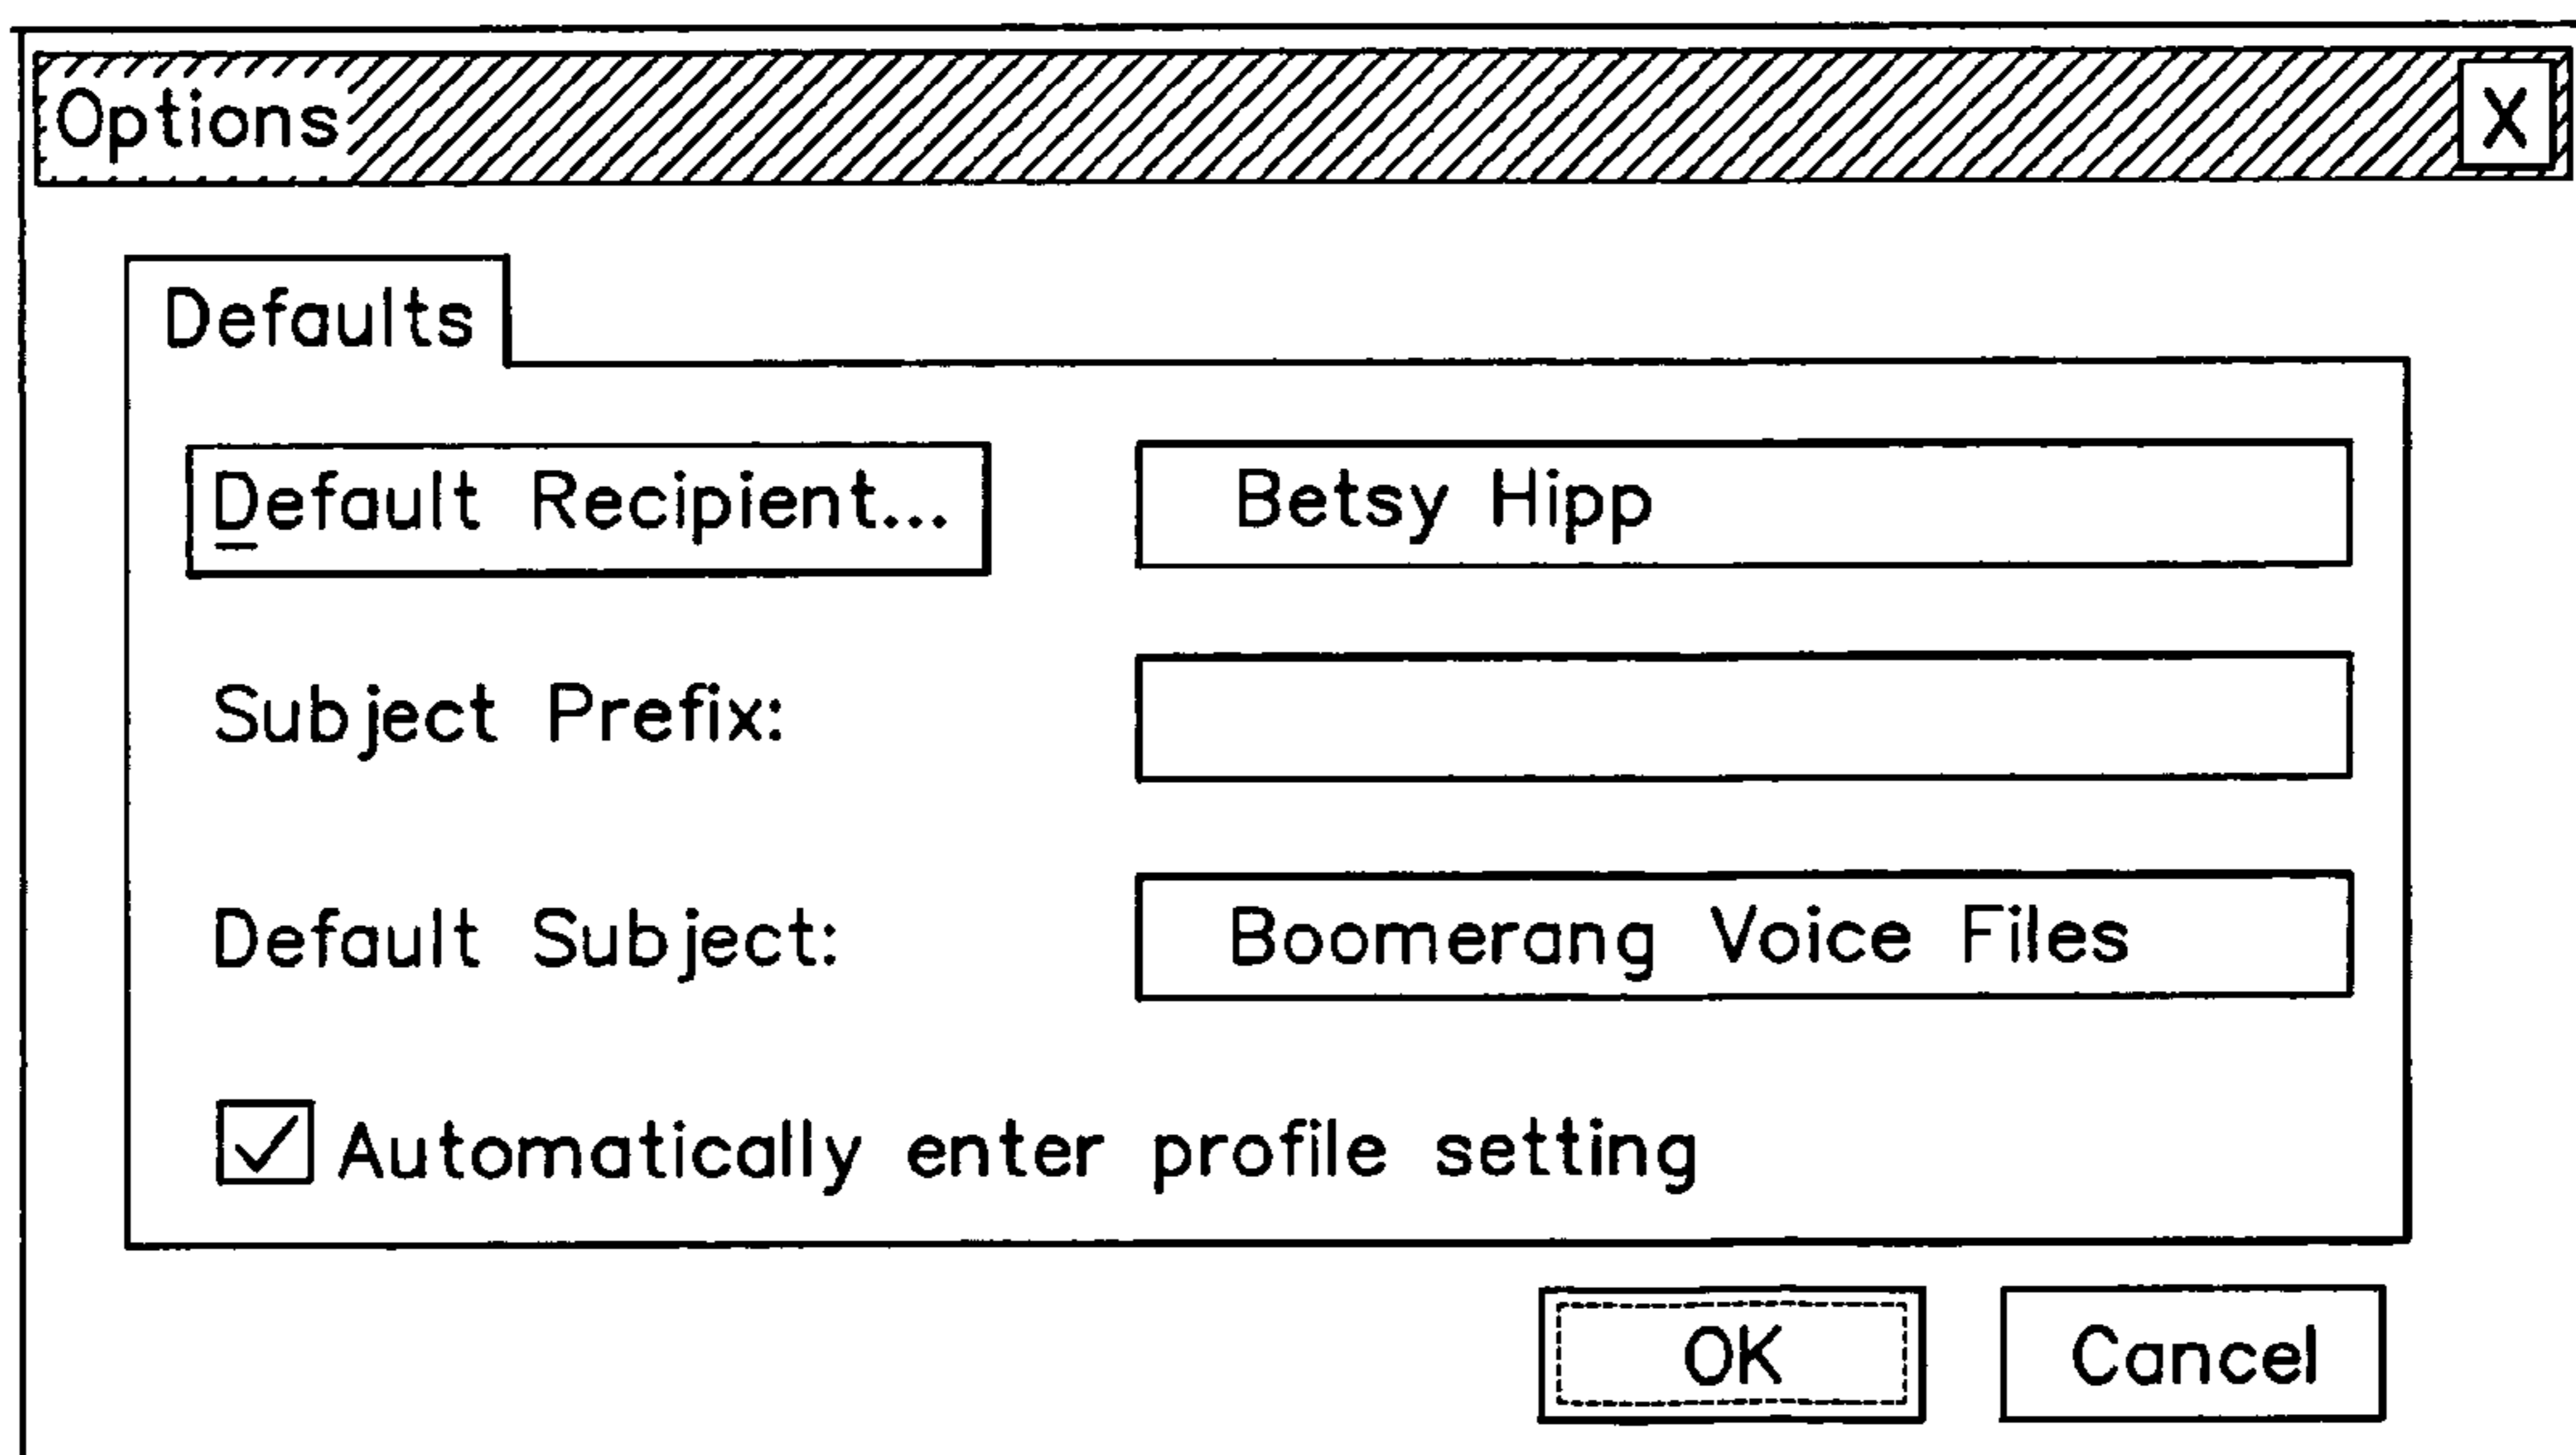 Options X
Defaults
Default Recipient... Betsy Hipp
Subject Prefix:
Default Subject: Boomerang Voice Files
Automatically enter profile setting
OK Cancel